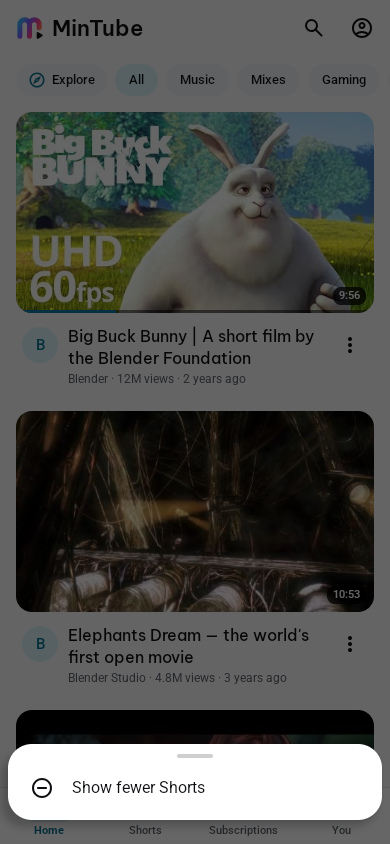 MinTube
Explore
All
Music
Mixes
Gaming
Big Buck
BUNNY
UHD
60fps
9:56
B
Big Buck Bunny | A short film by
the Blender Foundation
Blender · 12M views · 2 years ago
10:53
B
Elephants Dream — the world's
first open movie
Blender Studio · 4.8M views · 3 years ago
Show fewer Shorts
Home
Shorts
Subscriptions
You